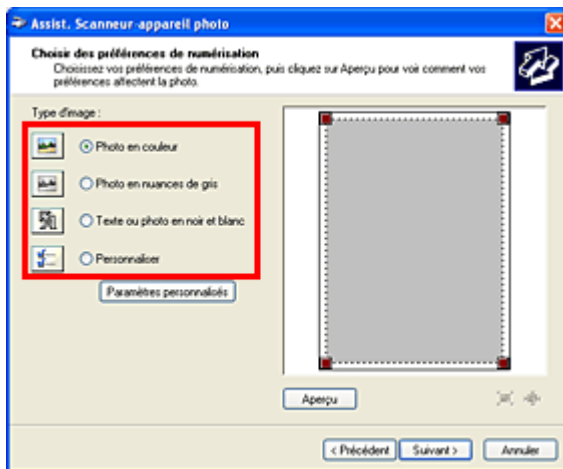 Assist. Scanneur-appareil photo
Choisir des préférences de numérisation
Choisissez vos préférences de numérisation, puis cliquez sur Aperçu pour voir comment vos
préférences affectent la photo.
Type d'image :
Photo en couleur
Photo en nuances de gris
Texte ou photo en noir et blanc
Personnaliser
Paramètres personnalisés
Aperçu
< Précédent
Suivant >
Annuler